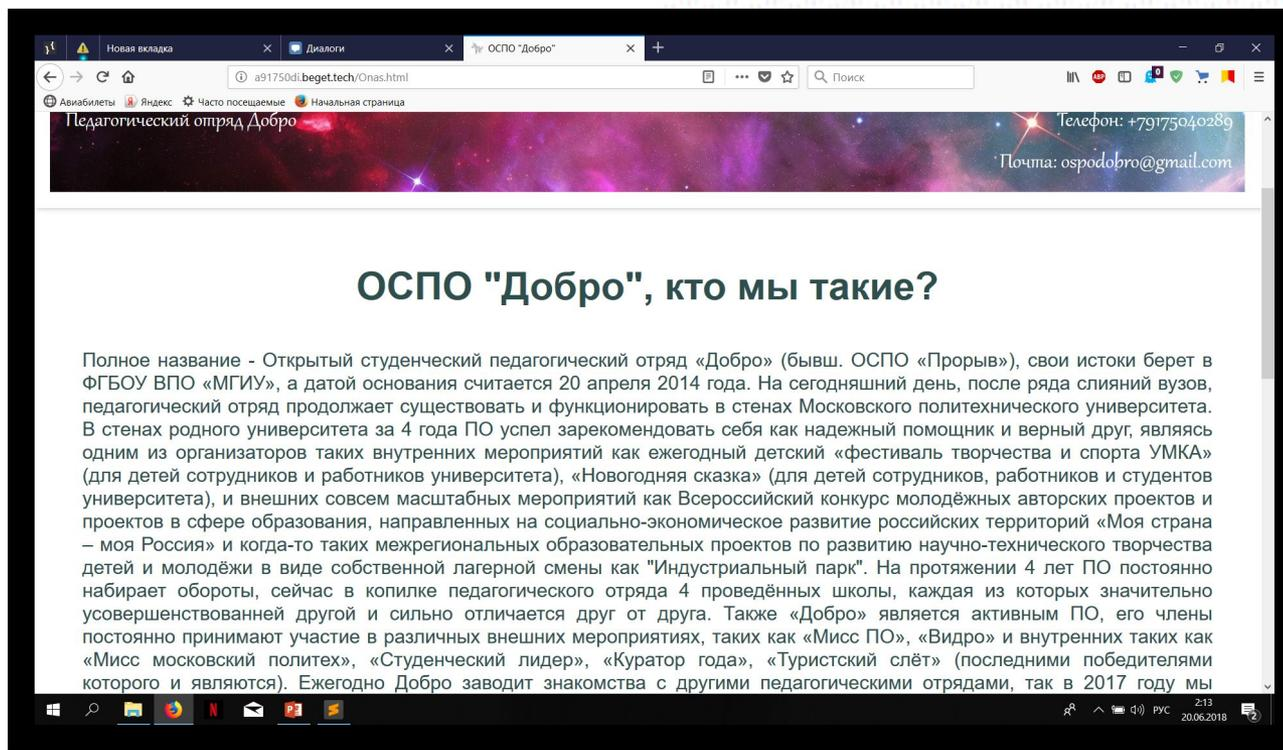 Новая вкладка
Диалоги
ОСПО "Добро"
a91750di.beget.tech/Onas.html
Поиск
ABP
0
Авиабилеты
Яндекс
Часто посещаемые
Начальная страница
Педагогический отряд Добро
Телефон: +79175040289
Почта: ospodobro@gmail.com
ОСПО "Добро", кто мы такие?
Полное название - Открытый студенческий педагогический отряд «Добро» (бывш. ОСПО «Прорыв»), свои истоки берет в
ФГБОУ ВПО «МГИУ», а датой основания считается 20 апреля 2014 года. На сегодняшний день, после ряда слияний вузов,
педагогический отряд продолжает существовать и функционировать в стенах Московского политехнического университета.
В стенах родного университета за 4 года ПО успел зарекомендовать себя как надежный помощник и верный друг, являясь
одним из организаторов таких внутренних мероприятий как ежегодный детский «фестиваль творчества и спорта УМКА»
(для детей сотрудников и работников университета), «Новогодняя сказка» (для детей сотрудников, работников и студентов
университета), и внешних совсем масштабных мероприятий как Всероссийский конкурс молодёжных авторских проектов и
проектов в сфере образования, направленных на социально-экономическое развитие российских территорий «Моя страна
– моя Россия» и когда-то таких межрегиональных образовательных проектов по развитию научно-технического творчества
детей и молодёжи в виде собственной лагерной смены как "Индустриальный парк". На протяжении 4 лет ПО постоянно
набирает обороты, сейчас в копилке педагогического отряда 4 проведённых школы, каждая из которых значительно
усовершенствованней другой и сильно отличается друг от друга. Также «Добро» является активным ПО, его члены
постоянно принимают участие в различных внешних мероприятиях, таких как «Мисс ПО», «Видро» и внутренних таких как
«Мисс московский политех», «Студенческий лидер», «Куратор года», «Туристский слёт» (последними победителями
которого и являются). Ежегодно Добро заводит знакомства с другими педагогическими отрядами, так в 2017 году мы
РУС
2:13
20.06.2018
2